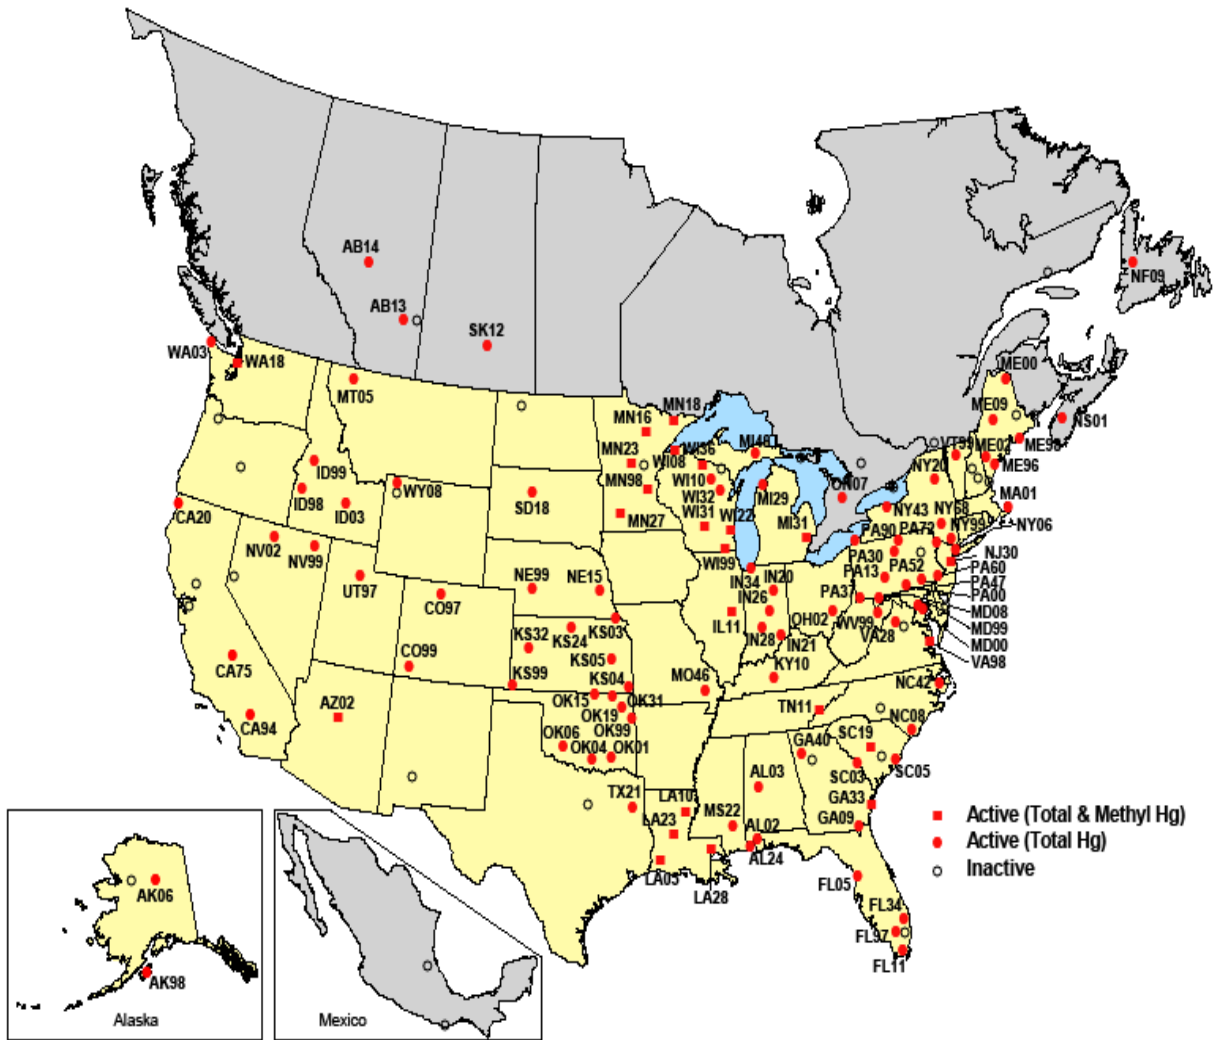 AB14
NF09
AB13
SK12
WA03
WA18
ME00
MT05
MN18
ME09
NS01
MN16
MI48
VT99
ME02
ME98
MN23
WI08
WI36
ID99
NY20
ME96
WY08
MN98
WI10
ON07
MA01
ID98
SD18
WI32
MI29
CA20
ID03
MN27
WI31
WI22
NY43
NY68
MI31
PA90
PA72
NY99
NY06
NV02
NV99
WI99
PA30
PA52
NJ30
UT97
NE99
NE15
IN34
IN20
PA13
PA60
CO97
IN26
PA37
PA47
PA00
KS32
KS24
KS03
IL11
OH02
WV99
MD08
IN28
VA28
MD99
CO99
IN21
MD00
CA75
KS05
KY10
VA98
KS99
KS04
MO46
NC42
AZ02
OK15
OK31
TN11
CA94
OK19
NC08
OK06
OK99
SC19
OK04
OK01
GA40
AL03
SC03
SC05
TX21
LA10
MS22
GA33
LA23
AL02
GA09
AL24
LA05
FL05
AK06
LA28
FL34
FL97
FL11
AK98
Active (Total & Methyl Hg)
Active (Total Hg)
Inactive
Alaska
Mexico